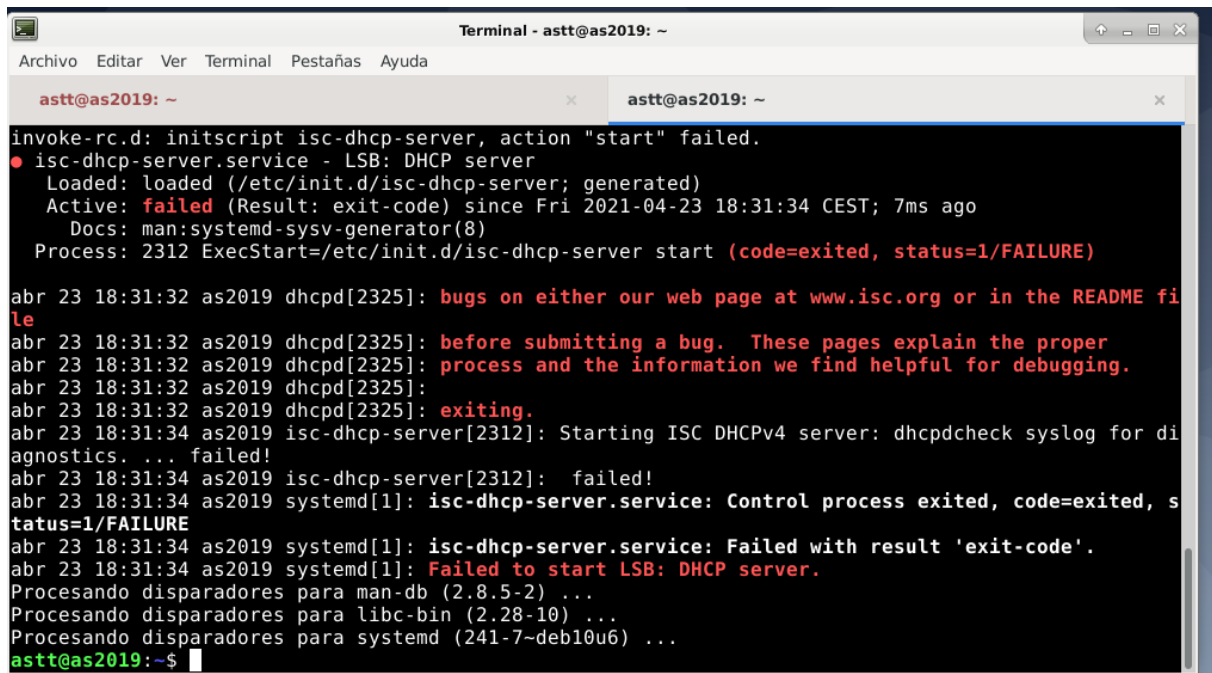 Terminal - astt@as2019: ~
Archivo Editar Ver Terminal Pestañas Ayuda
astt@as2019: ~ × astt@as2019: ~ ×
invoke-rc.d: initscript isc-dhcp-server, action "start" failed.
● isc-dhcp-server.service - LSB: DHCP server
Loaded: loaded (/etc/init.d/isc-dhcp-server; generated)
Active: failed (Result: exit-code) since Fri 2021-04-23 18:31:34 CEST; 7ms ago
Docs: man:systemd-sysv-generator(8)
Process: 2312 ExecStart=/etc/init.d/isc-dhcp-server start (code=exited, status=1/FAILURE)
abr 23 18:31:32 as2019 dhcpd[2325]: bugs on either our web page at www.isc.org or in the README fi
le
abr 23 18:31:32 as2019 dhcpd[2325]: before submitting a bug.  These pages explain the proper
abr 23 18:31:32 as2019 dhcpd[2325]: process and the information we find helpful for debugging.
abr 23 18:31:32 as2019 dhcpd[2325]:
abr 23 18:31:32 as2019 dhcpd[2325]: exiting.
abr 23 18:31:34 as2019 isc-dhcp-server[2312]: Starting ISC DHCPv4 server: dhcpdcheck syslog for di
agnostics. ... failed!
abr 23 18:31:34 as2019 isc-dhcp-server[2312]:  failed!
abr 23 18:31:34 as2019 systemd[1]: isc-dhcp-server.service: Control process exited, code=exited, s
tatus=1/FAILURE
abr 23 18:31:34 as2019 systemd[1]: isc-dhcp-server.service: Failed with result 'exit-code'.
abr 23 18:31:34 as2019 systemd[1]: Failed to start LSB: DHCP server.
Procesando disparadores para man-db (2.8.5-2) ...
Procesando disparadores para libc-bin (2.28-10) ...
Procesando disparadores para systemd (241-7~deb10u6) ...
astt@as2019:~$